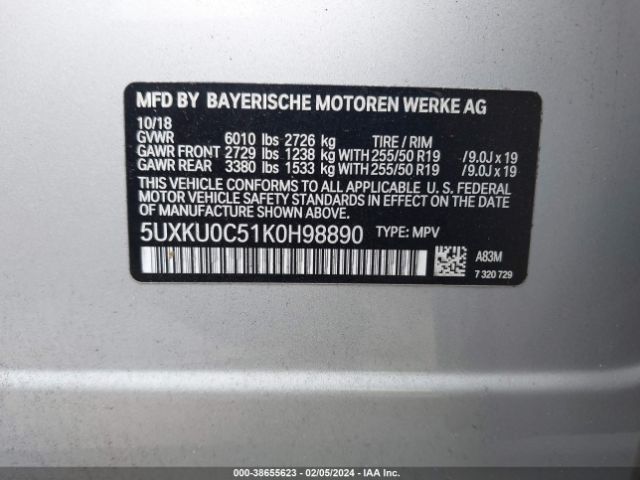 MFD BY BAYERISCHE MOTOREN WERKE AG
10/18
GVWR 6010 lbs 2726 kg TIRE / RIM
GAWR FRONT 2729 lbs 1238 kg WITH 255/50 R19 / 9.0J x 19
GAWR REAR 3380 lbs 1533 kg WITH 255/50 R19 / 9.0J x 19
THIS VEHICLE CONFORMS TO ALL APPLICABLE U. S. FEDERAL
MOTOR VEHICLE SAFETY STANDARDS IN EFFECT ON THE
DATE OF MANUFACTURE SHOWN ABOVE.
5UXKU0C51K0H98890 TYPE: MPV
A83M
7 320 729
000-38655623 - 02/05/2024 - IAA Inc.